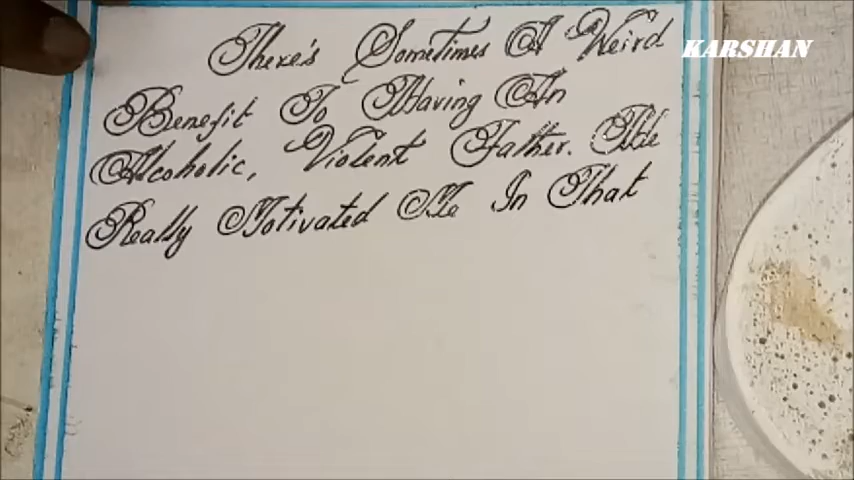 There's Sometimes A Weird
KARSHAN
Benefit To Having An
Alcoholic, Violent Father. He
Really Motivated Me In That